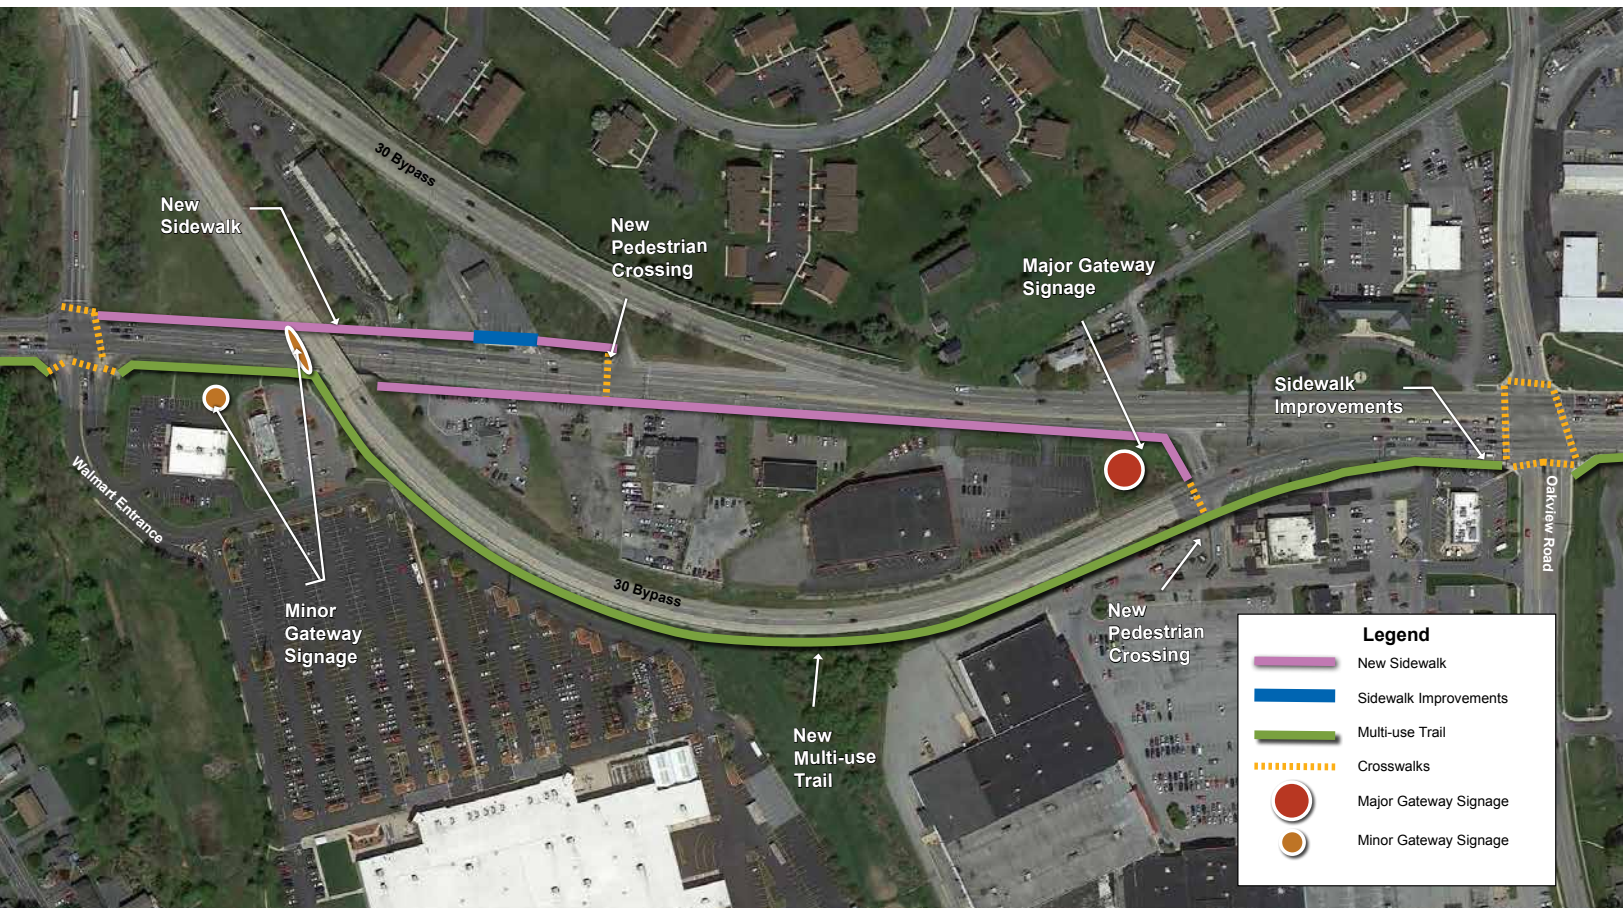 30 Bypass
New
Sidewalk
New
Pedestrian
Crossing
Major Gateway
Signage
Sidewalk
Improvements
Walmart Entrance
Oakview Road
30 Bypass
Minor
Gateway
Signage
New
Pedestrian
Crossing
New
Multi-use
Trail
Legend
New Sidewalk
Sidewalk Improvements
Multi-use Trail
Crosswalks
Major Gateway Signage
Minor Gateway Signage